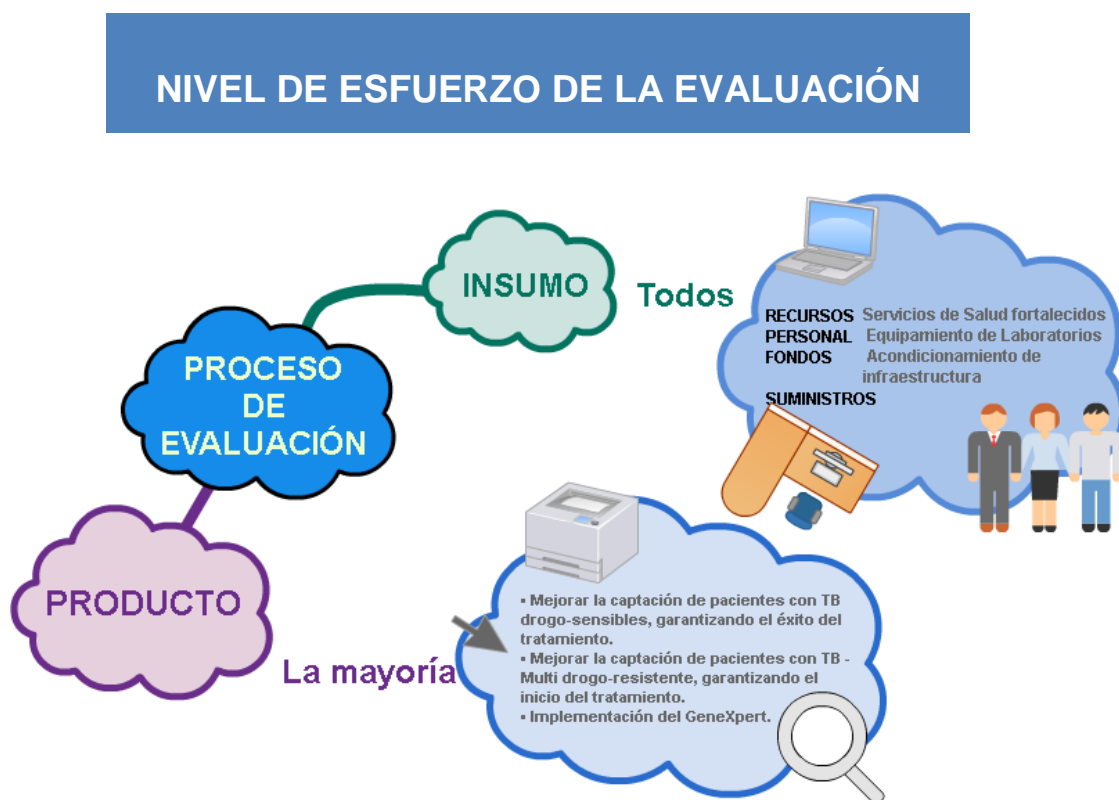 NIVEL DE ESFUERZO DE LA EVALUACIÓN
INSUMO
Todos
RECURSOS Servicios de Salud fortalecidos
PERSONAL Equipamiento de Laboratorios
FONDOS Acondicionamiento de
infraestructura
SUMINISTROS
PROCESO
DE
EVALUACIÓN
PRODUCTO
La mayoría
▪ Mejorar la captación de pacientes con TB
drogo-sensibles, garantizando el éxito del
tratamiento.
▪ Mejorar la captación de pacientes con TB -
Multi drogo-resistente, garantizando el
inicio del tratamiento.
▪ Implementación del GeneXpert.